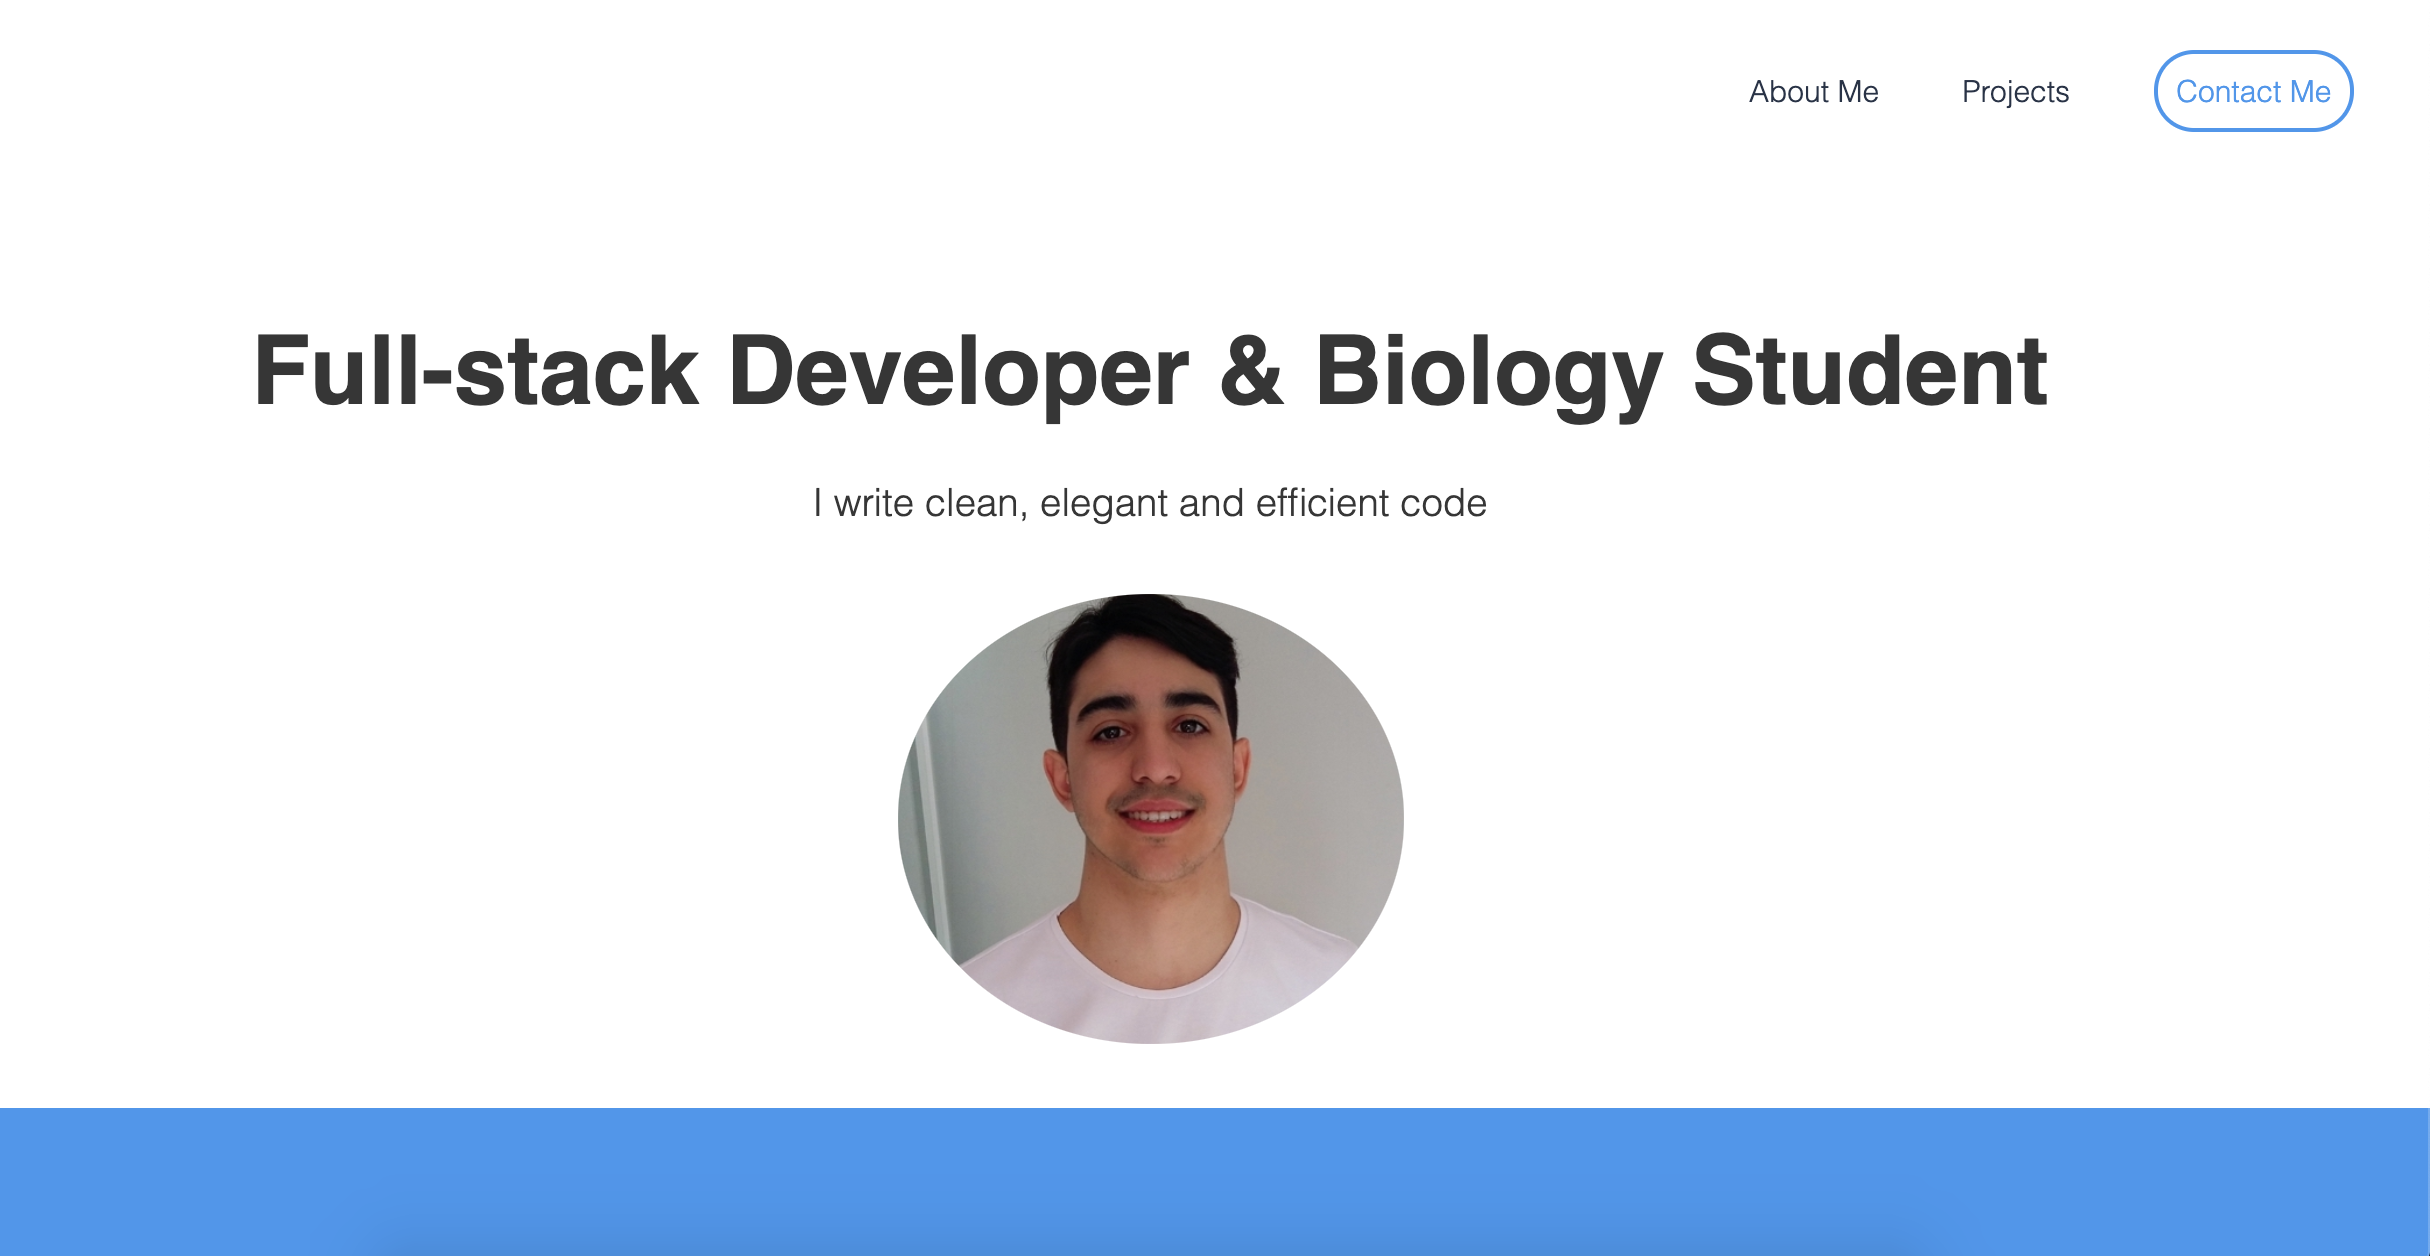 About Me Projects Contact Me
Full-stack Developer & Biology Student
I write clean, elegant and efficient code